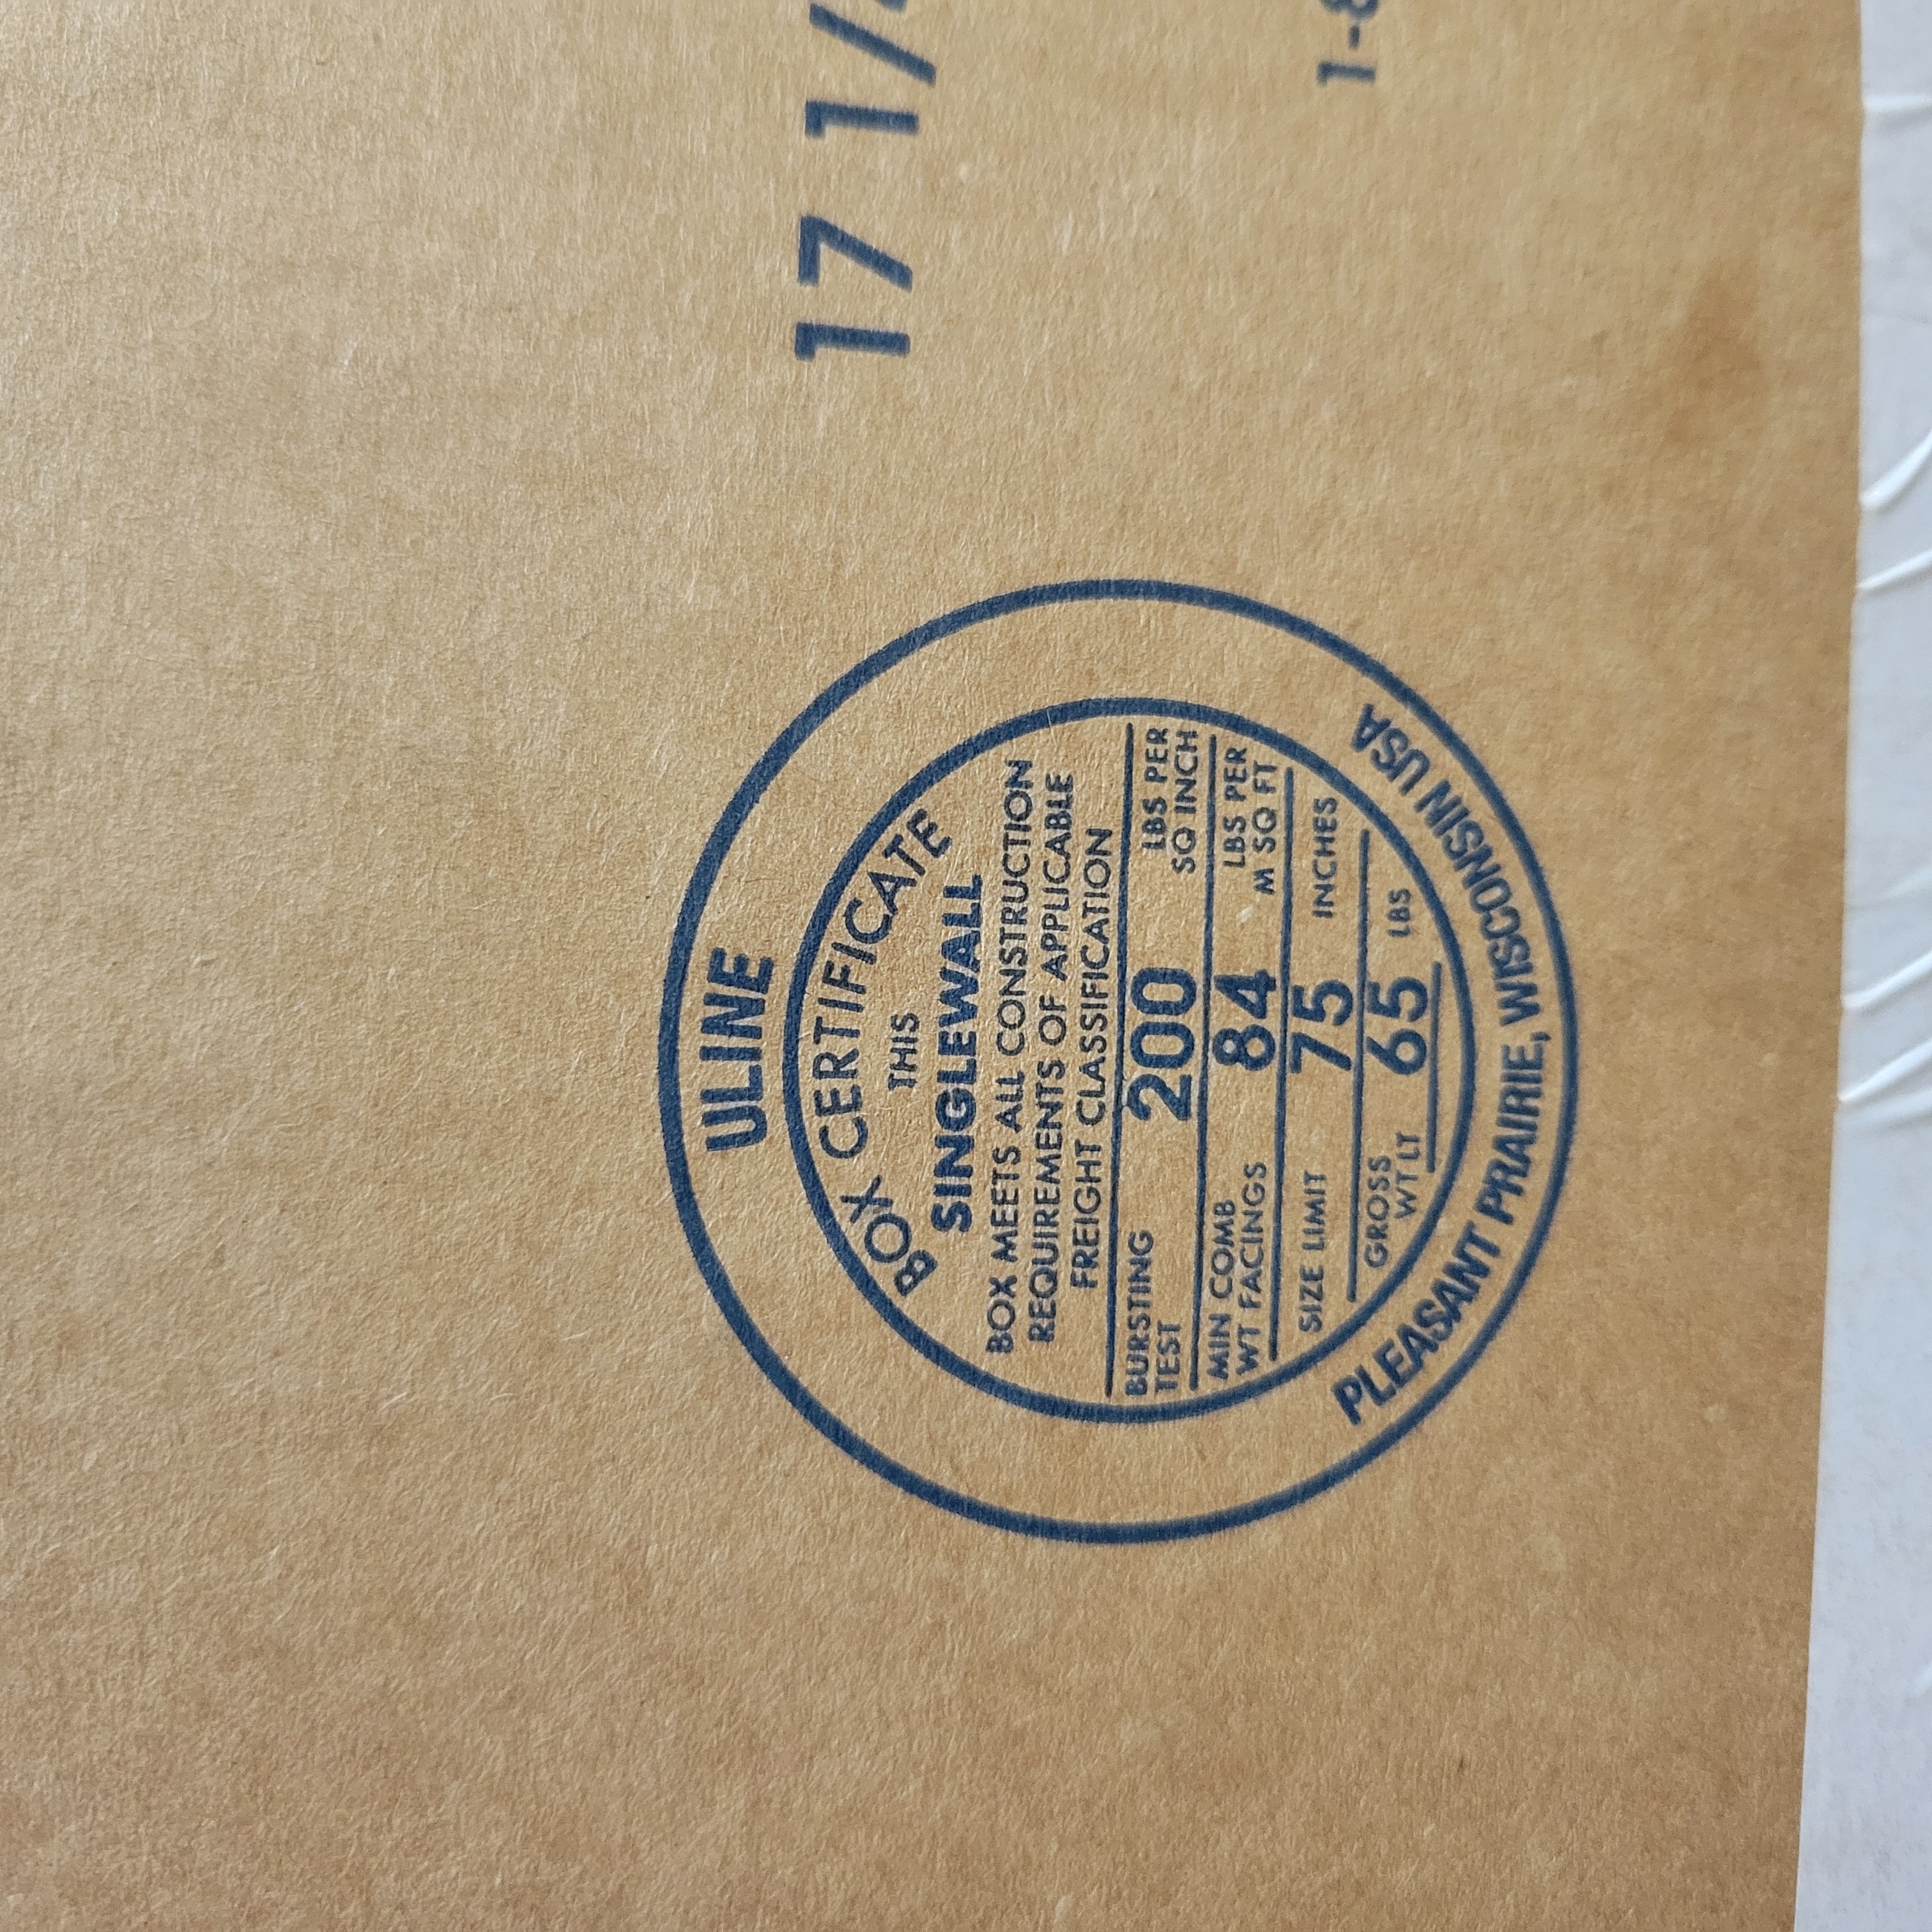 ULINE
BOX CERTIFICATE
THIS
SINGLEWALL
BOX MEETS ALL CONSTRUCTION
REQUIREMENTS OF APPLICABLE
FREIGHT CLASSIFICATION
BURSTING TEST 200 LBS PER SQ INCH
MIN COMB WT FACINGS 84 LBS PER M SQ FT
SIZE LIMIT 75 INCHES
GROSS WT LT 65 LBS
PLEASANT PRAIRIE, WISCONSIN USA
17 1/
1-8